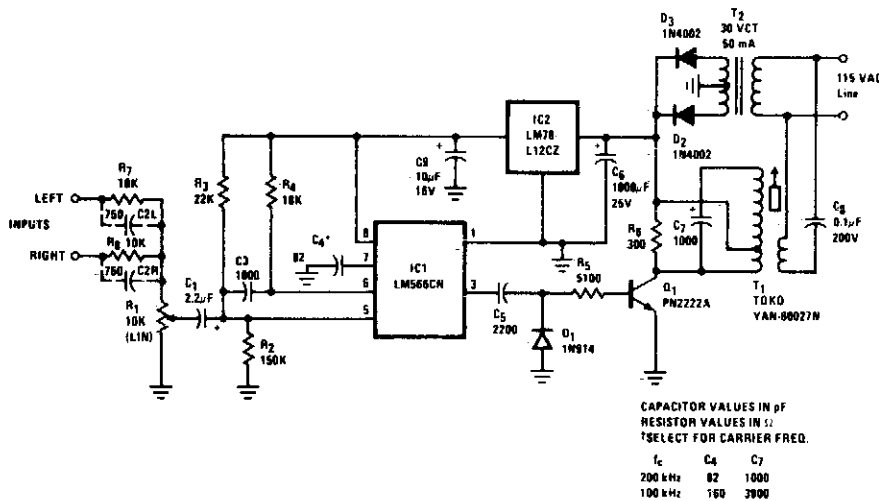 D3
1N4002
T2
30 VCT
50 mA
115 VAC
Line
IC2
LM78
L12CZ
D2
1N4002
C9
10μF
16V
C6
1000μF
25V
R7
10K
LEFT
750 C2L
INPUTS
R8 10K
RIGHT
750 C2R
R3
22K
R4
18K
C4†
82
8
7
6
5
1
3
IC1
LM566CN
C3
1000
C1
2.2μF
R1
10K
(LIN)
R2
150K
C5
2200
R5
5100
D1
1N914
R6
300
C7
1000
Q1
PN2222A
T1
TOKO
YAN-60027N
C8
0.1μF
200V
CAPACITOR VALUES IN pF
RESISTOR VALUES IN Ω
†SELECT FOR CARRIER FREQ.
fc C4 C7
200 kHz 82 1000
100 kHz 160 3900